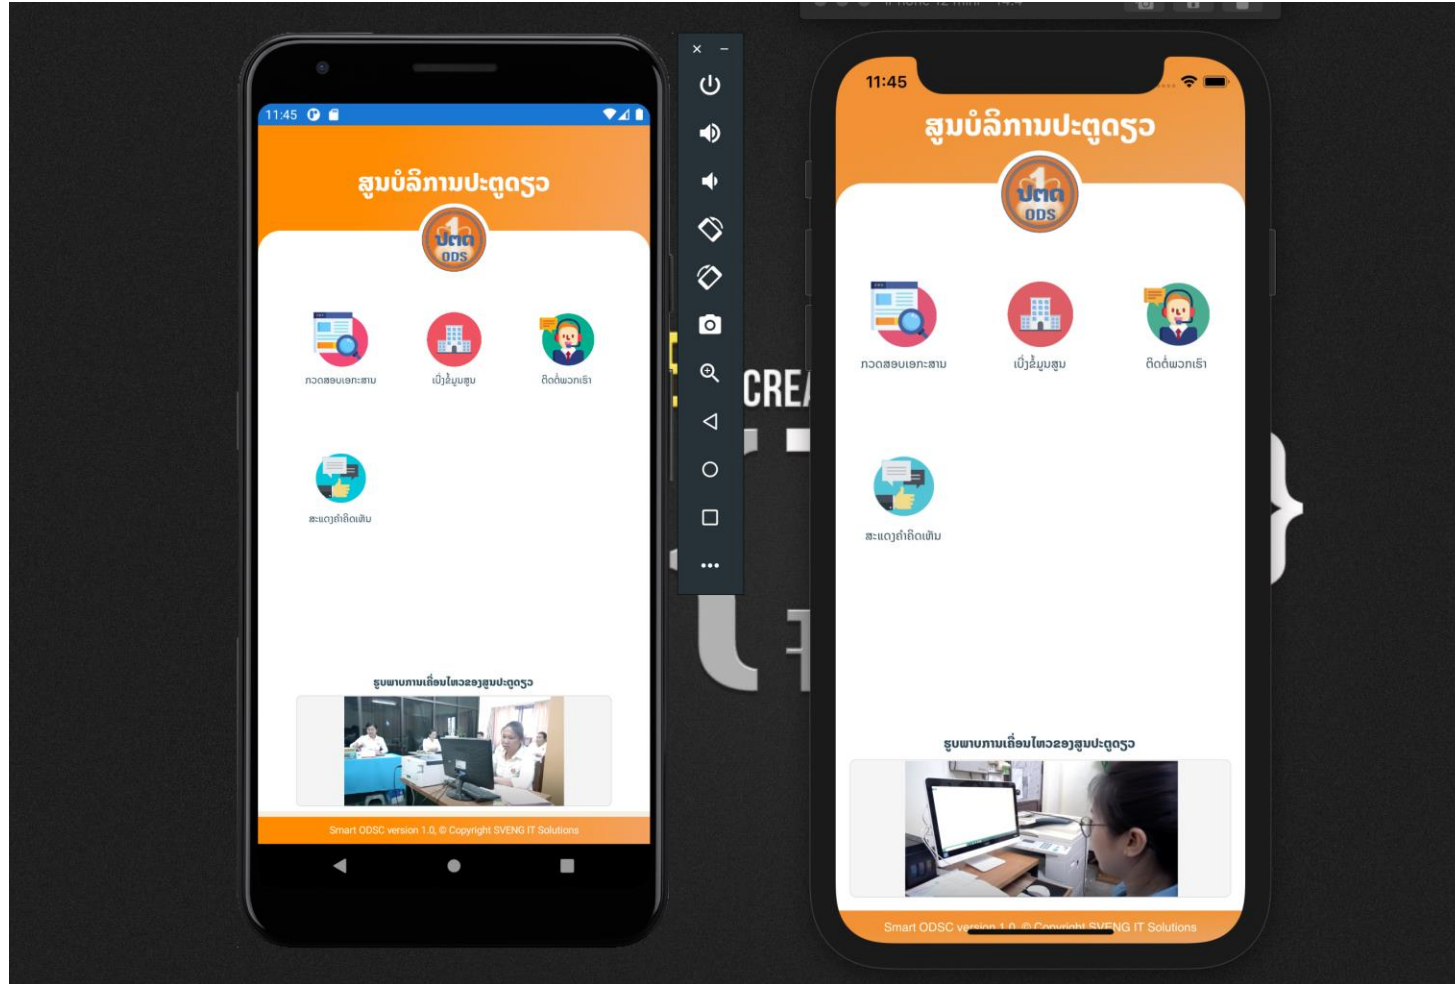 iPhone 12 mini – 14.4
11:45
ສູນບໍລິການປະຕູດຽວ
1
ປຕດ
ODS
ກວດສອບເອກະສານ
ເບິ່ງຂໍ້ມູນສູນ
ຕິດຕໍ່ພວກເຮົາ
ສະແດງຄຳຄິດເຫັນ
ຮູບພາບການເຄື່ອນໄຫວຂອງສູນປະຕູດຽວ
Smart ODSC version 1.0, © Copyright SVENG IT Solutions
CREA
11:45
ສູນບໍລິການປະຕູດຽວ
1
ປຕດ
ODS
ກວດສອບເອກະສານ
ເບິ່ງຂໍ້ມູນສູນ
ຕິດຕໍ່ພວກເຮົາ
ສະແດງຄຳຄິດເຫັນ
ຮູບພາບການເຄື່ອນໄຫວຂອງສູນປະຕູດຽວ
Smart ODSC version 1.0, © Copyright SVENG IT Solutions